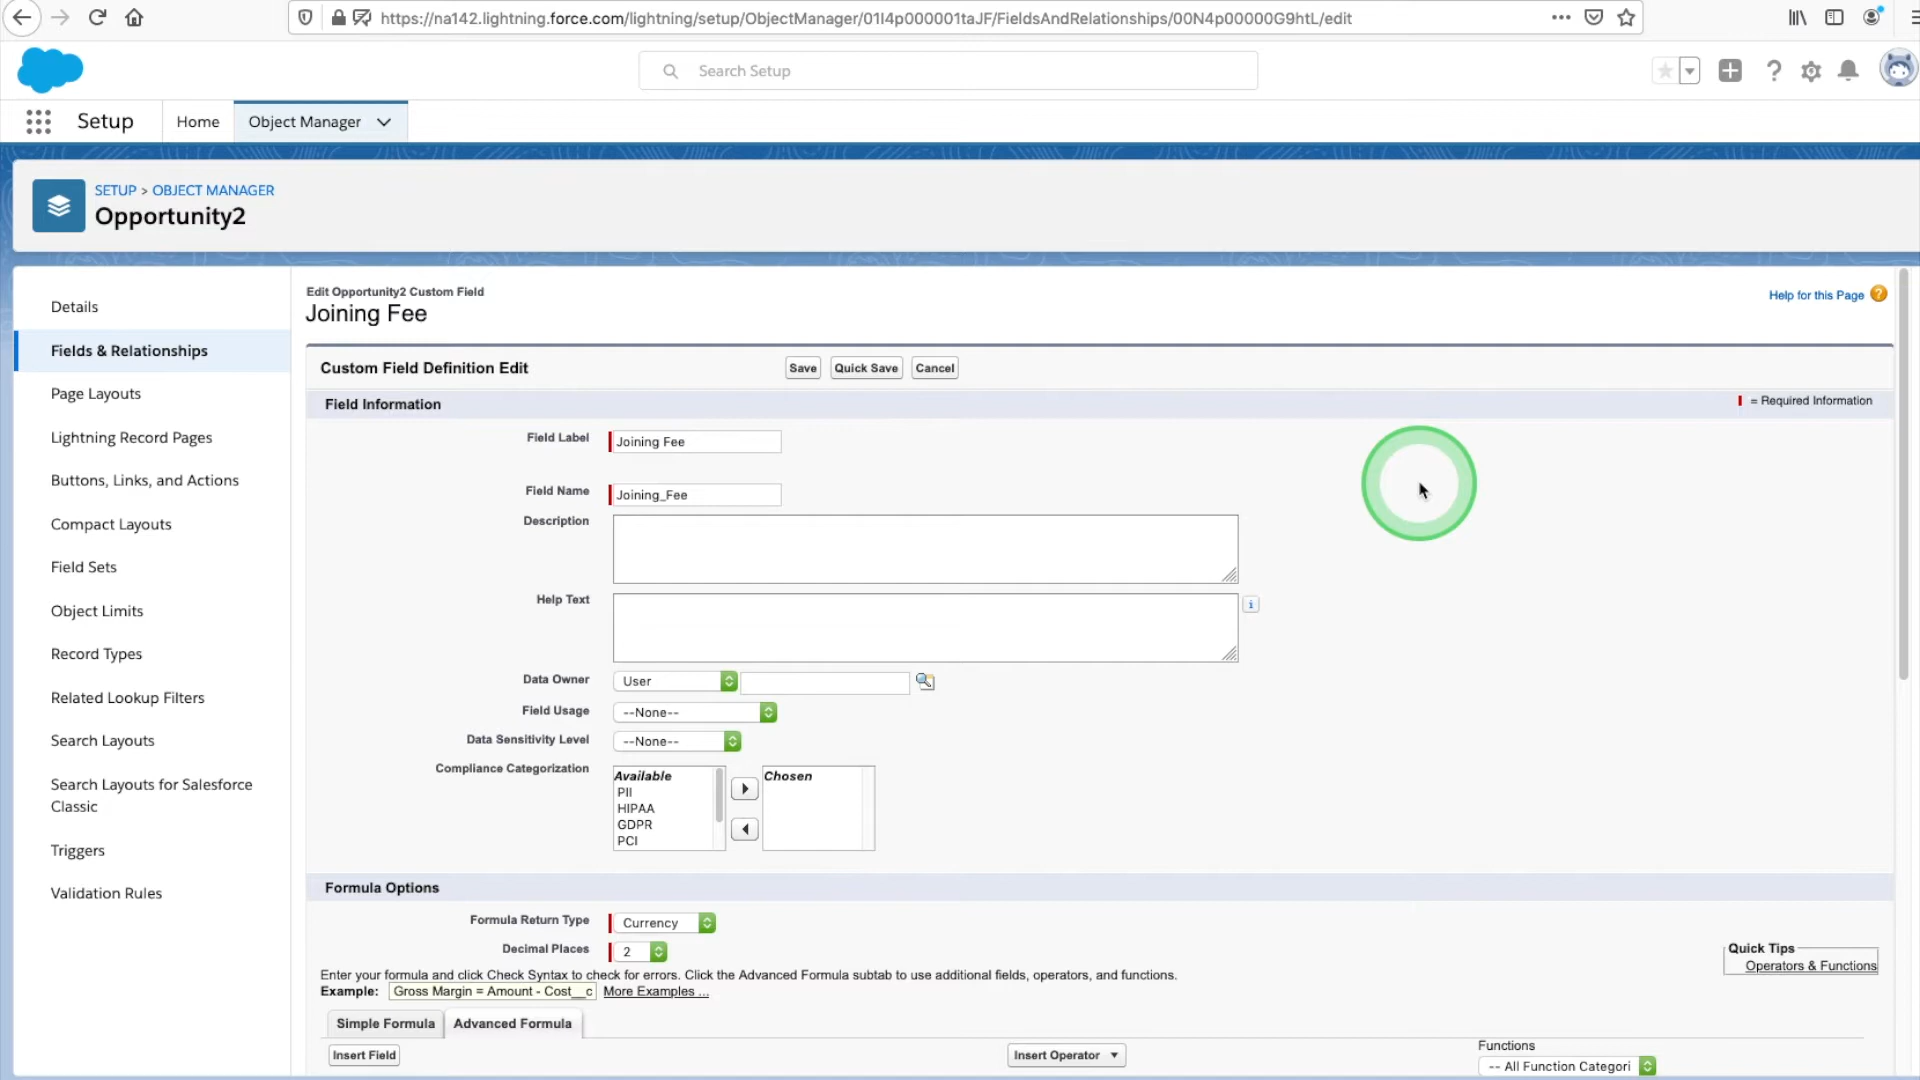 https://na142.lightning.force.com/lightning/setup/ObjectManager/01I4p000001taJF/FieldsAndRelationships/00N4p00000G9htL/edit
Search Setup
Setup
Home
Object Manager
SETUP > OBJECT MANAGER
Opportunity2
Details
Fields & Relationships
Page Layouts
Lightning Record Pages
Buttons, Links, and Actions
Compact Layouts
Field Sets
Object Limits
Record Types
Related Lookup Filters
Search Layouts
Search Layouts for Salesforce
Classic
Triggers
Validation Rules
Edit Opportunity2 Custom Field
Joining Fee
Help for this Page ?
Custom Field Definition Edit
Save
Quick Save
Cancel
Field Information
= Required Information
Field Label
Joining Fee
Field Name
Joining_Fee
Description
Help Text
i
Data Owner
User
Field Usage
--None--
Data Sensitivity Level
--None--
Compliance Categorization
Available
PII
HIPAA
GDPR
PCI
Chosen
Formula Options
Formula Return Type
Currency
Decimal Places
2
Quick Tips
Operators & Functions
Enter your formula and click Check Syntax to check for errors. Click the Advanced Formula subtab to use additional fields, operators, and functions.
Example: Gross Margin = Amount - Cost__c More Examples ...
Simple Formula
Advanced Formula
Insert Field
Insert Operator
Functions
-- All Function Categori